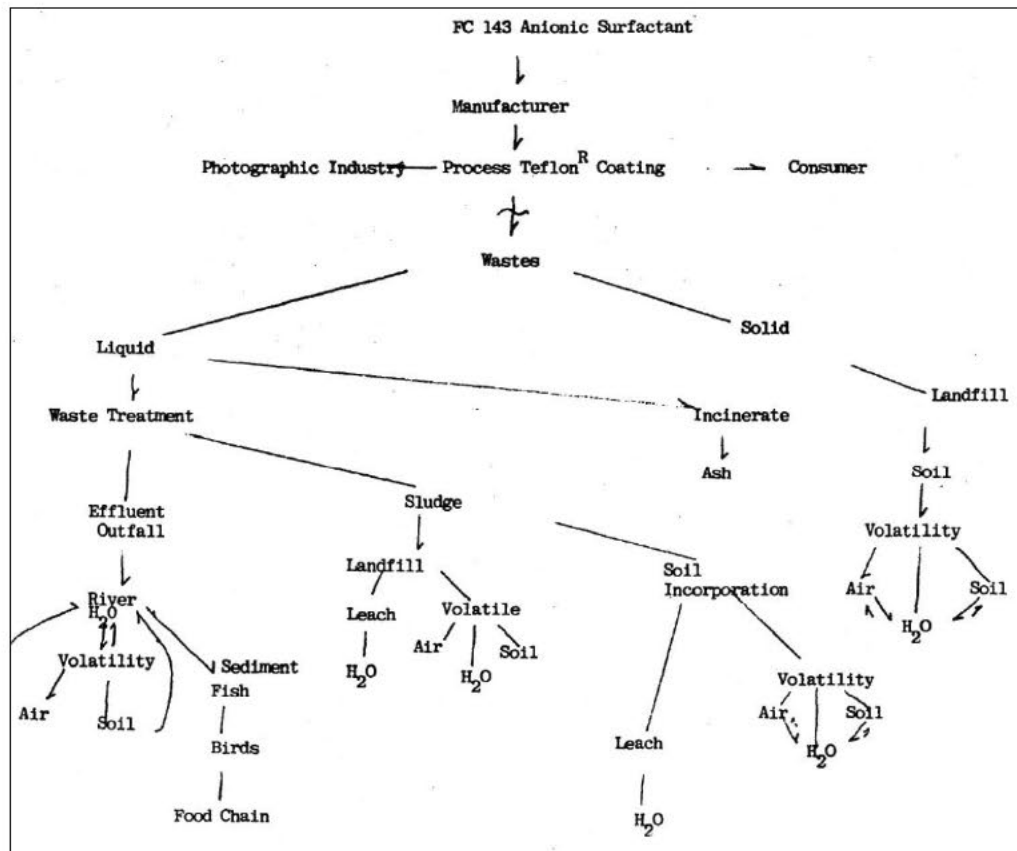 FC 143 Anionic Surfactant
Manufacturer
Photographic Industry Process Teflon^R Coating Consumer
Wastes
Solid
Liquid
Landfill
Waste Treatment
Incinerate
Ash
Soil
Sludge
Effluent
Outfall
Volatility
Landfill
Soil
Incorporation
Air
Soil
H₂O
River
H₂O
Leach
Volatile
Air
Soil
H₂O
H₂O
Volatility
Sediment
Fish
Air
Soil
Volatility
Air
Soil
H₂O
Birds
Leach
Food Chain
H₂O